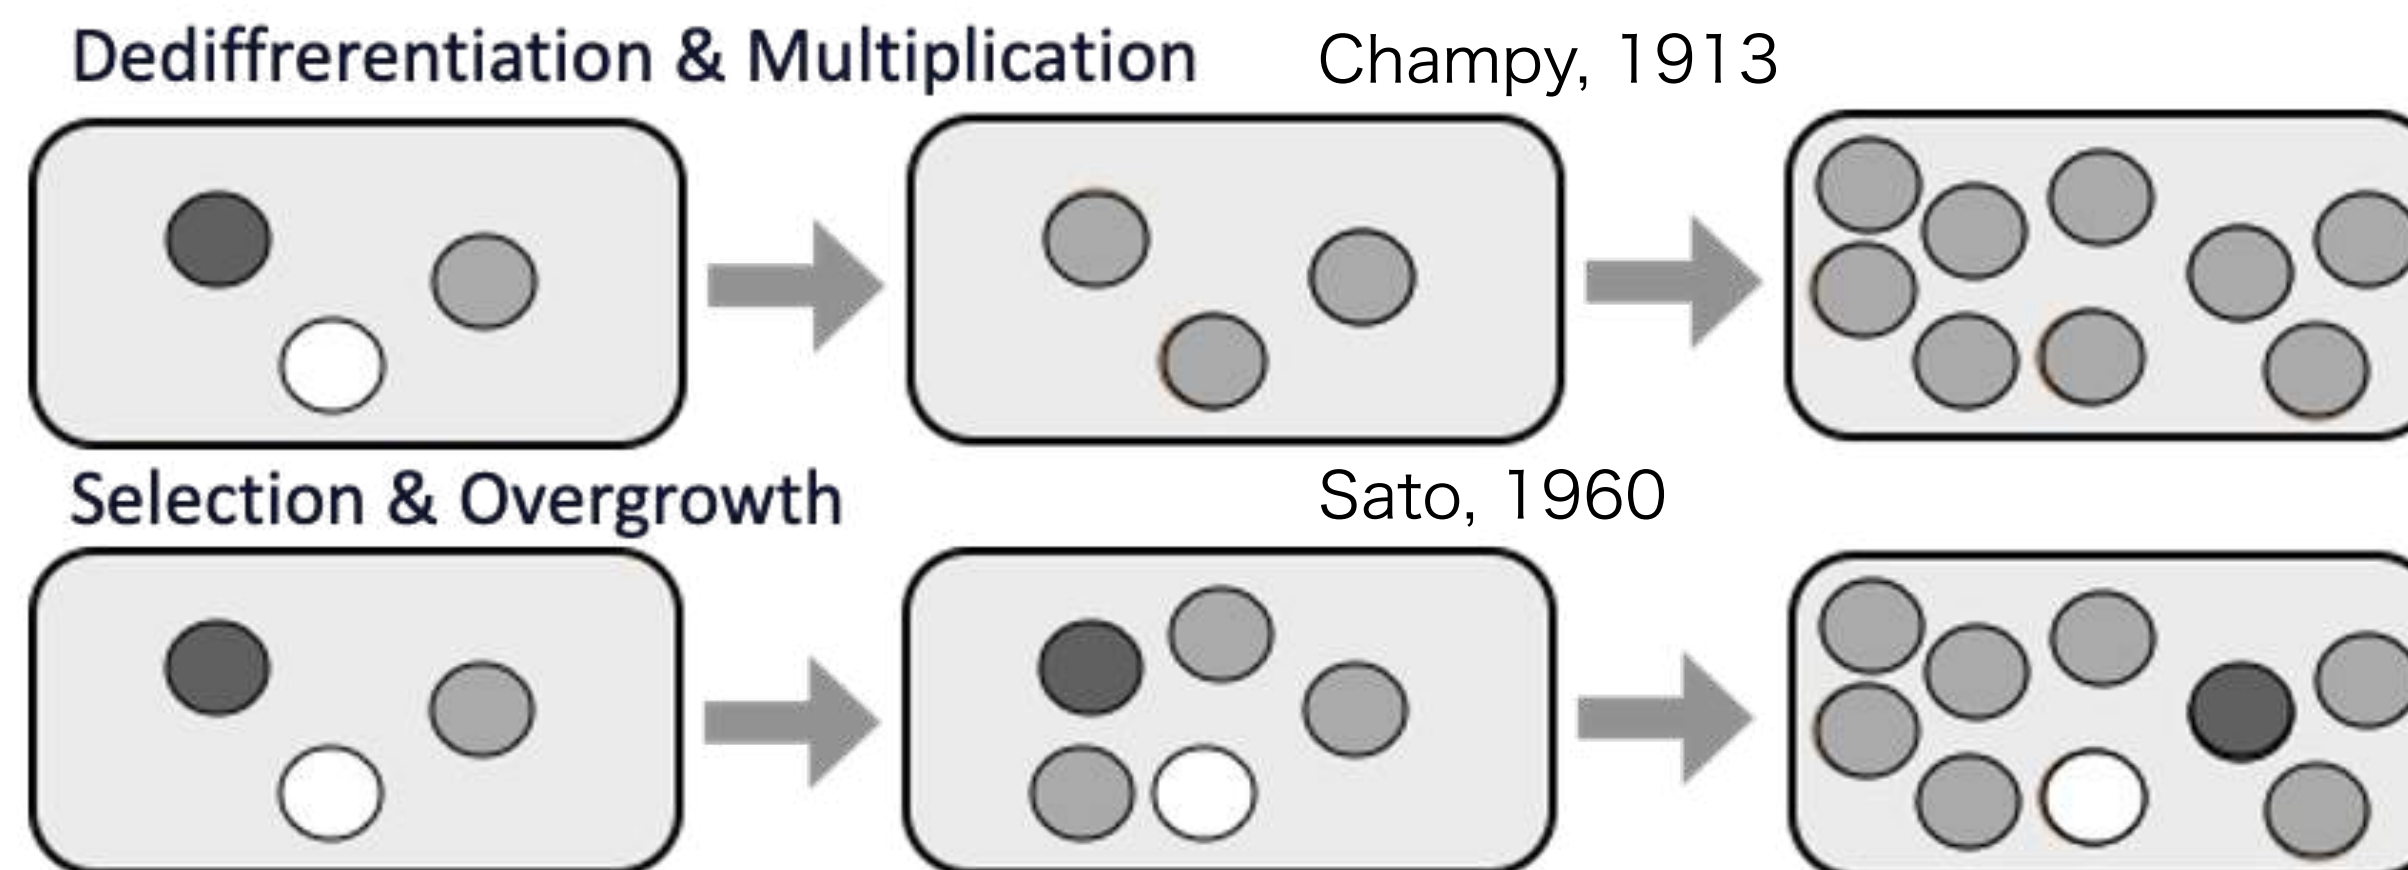 Dediffrerentiation & Multiplication Champy, 1913
Selection & Overgrowth Sato, 1960